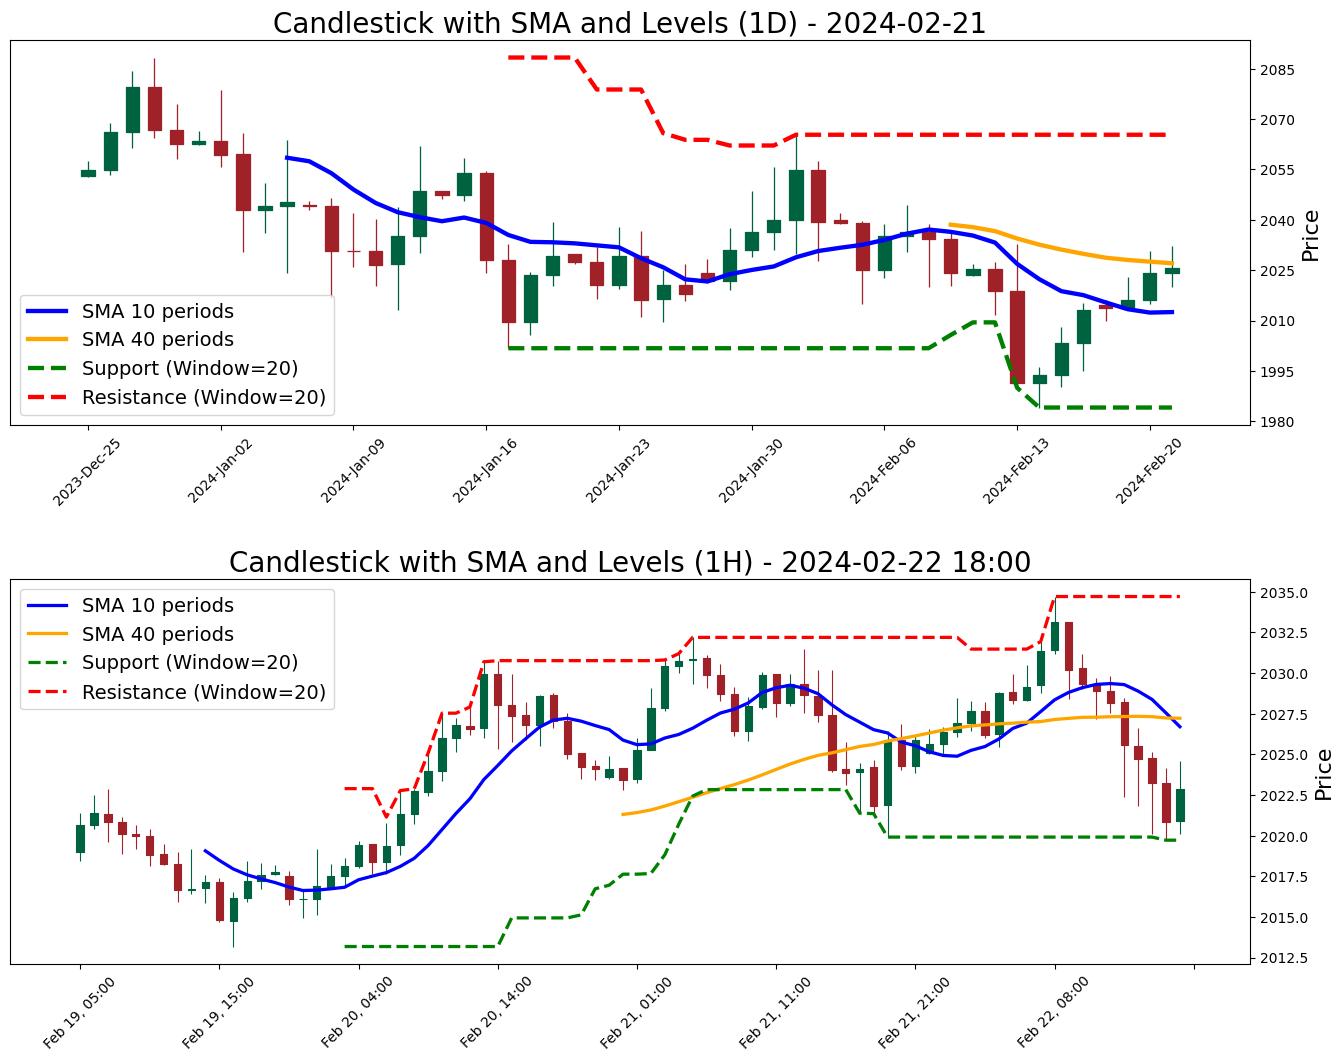 Candlestick with SMA and Levels (1D) - 2024-02-21
2085
2070
2055
2040
2025
2010
1995
1980
Price
SMA 10 periods
SMA 40 periods
Support (Window=20)
Resistance (Window=20)
2023-Dec-25
2024-Jan-02
2024-Jan-09
2024-Jan-16
2024-Jan-23
2024-Jan-30
2024-Feb-06
2024-Feb-13
2024-Feb-20
Candlestick with SMA and Levels (1H) - 2024-02-22 18:00
SMA 10 periods
SMA 40 periods
Support (Window=20)
Resistance (Window=20)
2035.0
2032.5
2030.0
2027.5
2025.0
2022.5
2020.0
2017.5
2015.0
2012.5
Price
Feb 19, 05:00
Feb 19, 15:00
Feb 20, 04:00
Feb 20, 14:00
Feb 21, 01:00
Feb 21, 11:00
Feb 21, 21:00
Feb 22, 08:00